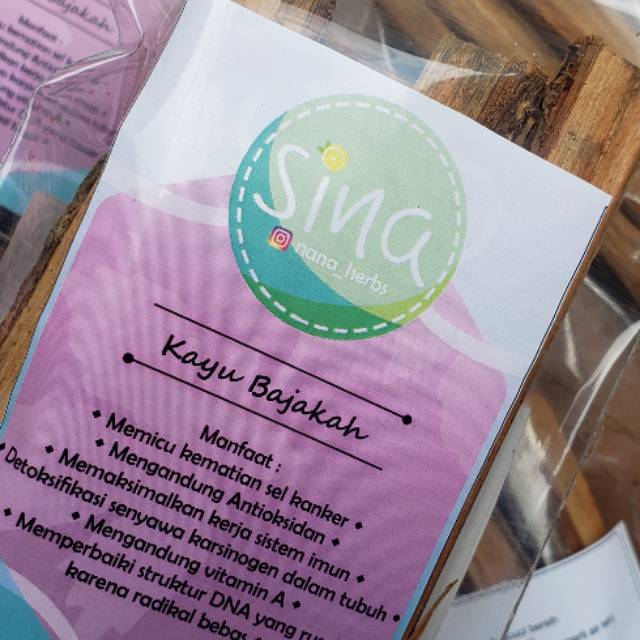 Sina
nana_herbs
Kayu Bajakah
Manfaat:
Memicu kematian sel kanker
Mengandung Antioksidan
Memaksimalkan kerja sistem imun
Detoksifikasi senyawa karsinogen dalam tubuh
Mengandung vitamin A
Memperbaiki struktur DNA yang
karena radikal bebas